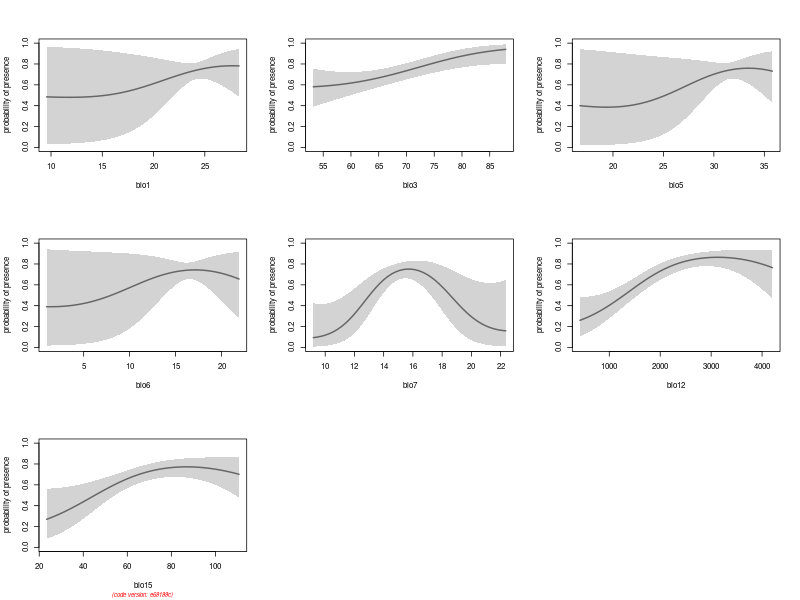 probability of presence
0.0 0.2 0.4 0.6 0.8 1.0
10 15 20 25
bio1
probability of presence
0.0 0.2 0.4 0.6 0.8 1.0
55 60 65 70 75 80 85
bio3
probability of presence
0.0 0.2 0.4 0.6 0.8 1.0
20 25 30 35
bio5
probability of presence
0.0 0.2 0.4 0.6 0.8 1.0
5 10 15 20
bio6
probability of presence
0.0 0.2 0.4 0.6 0.8 1.0
10 12 14 16 18 20 22
bio7
probability of presence
0.0 0.2 0.4 0.6 0.8 1.0
1000 2000 3000 4000
bio12
probability of presence
0.0 0.2 0.4 0.6 0.8 1.0
20 40 60 80 100
bio15
(code version: